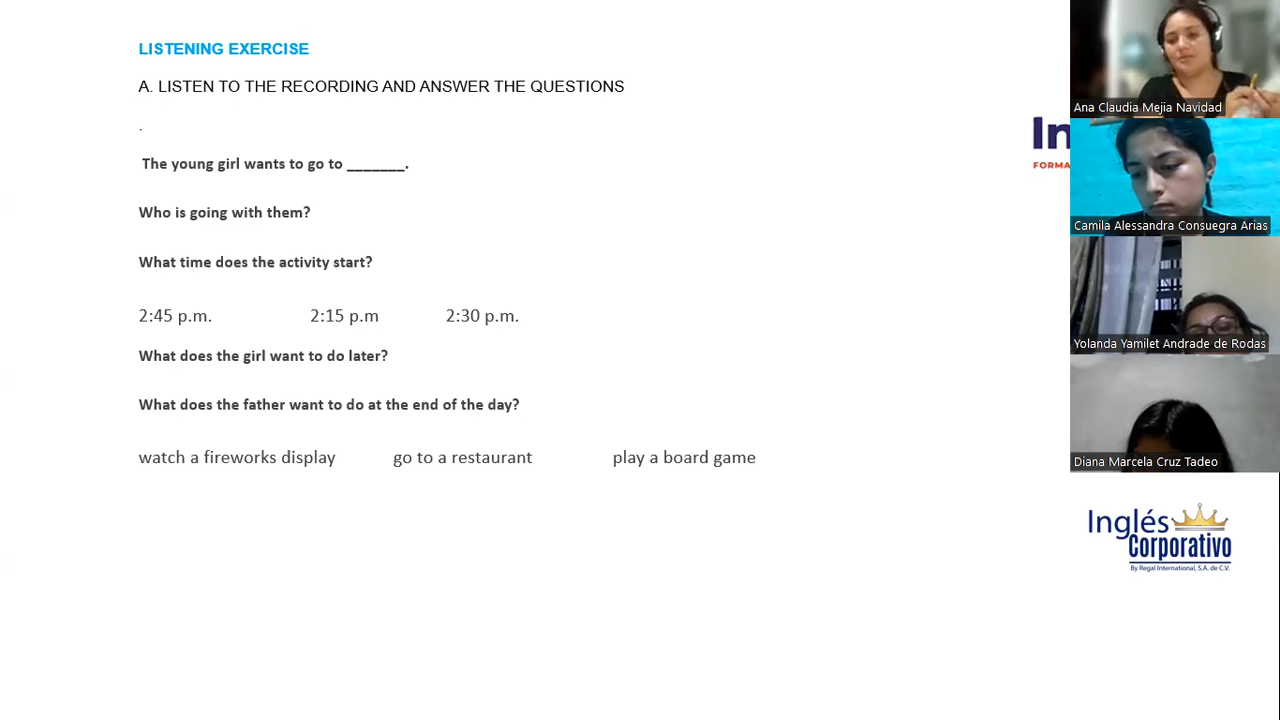 LISTENING EXERCISE
A. LISTEN TO THE RECORDING AND ANSWER THE QUESTIONS
.
The young girl wants to go to _______.
Who is going with them?
What time does the activity start?
2:45 p.m. 2:15 p.m 2:30 p.m.
What does the girl want to do later?
What does the father want to do at the end of the day?
watch a fireworks display go to a restaurant play a board game
In
FORMA
Ana Claudia Mejia Navidad
Camila Alessandra Consuegra Arias
Yolanda Yamilet Andrade de Rodas
Diana Marcela Cruz Tadeo
Inglés
Corporativo
By Regal International, S.A. de C.V.